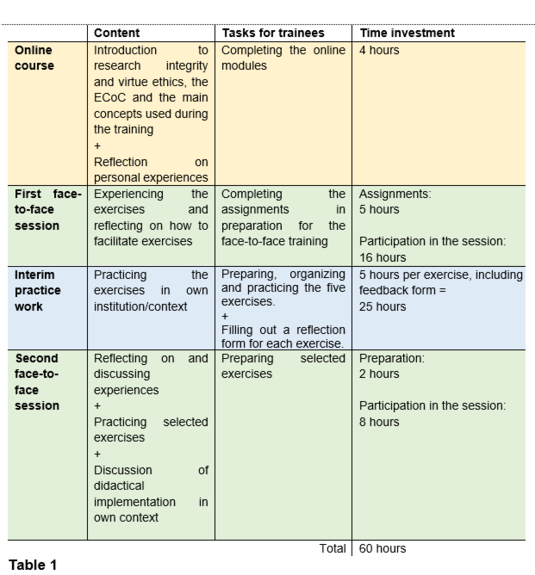 Content Tasks for trainees Time investment
Online course
Introduction to research integrity and virtue ethics, the ECoC and the main concepts used during the training
+
Reflection on personal experiences
Completing the online modules
4 hours
First face-to-face session
Experiencing the exercises and reflecting on how to facilitate exercises
Completing the assignments in preparation for the face-to-face training
Assignments:
5 hours
Participation in the session:
16 hours
Interim practice work
Practicing the exercises in own institution/context
Preparing, organizing and practicing the five exercises.
+
Filling out a reflection form for each exercise.
5 hours per exercise, including feedback form =
25 hours
Second face-to-face session
Reflecting on and discussing experiences
+
Practicing selected exercises
+
Discussion of didactical implementation in own context
Preparing selected exercises
Preparation:
2 hours
Participation in the session:
8 hours
Total 60 hours
Table 1